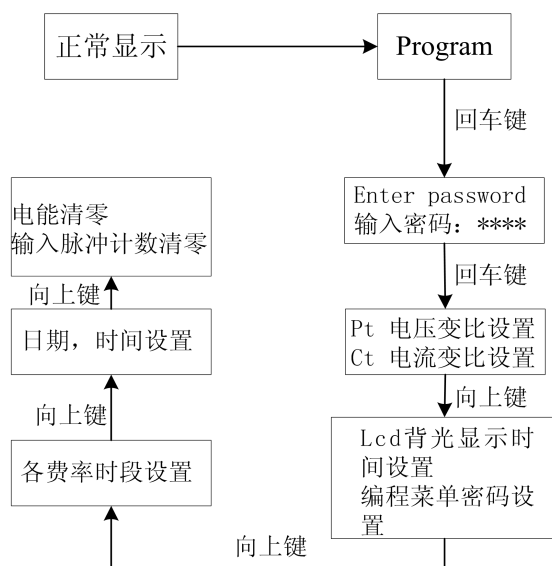 正常显示
Program
回车键
Enter password
输入密码：****
回车键
Pt 电压变比设置
Ct 电流变比设置
向上键
Lcd背光显示时
间设置
编程菜单密码设
置
向上键
各费率时段设置
向上键
日期，时间设置
向上键
电能清零
输入脉冲计数清零